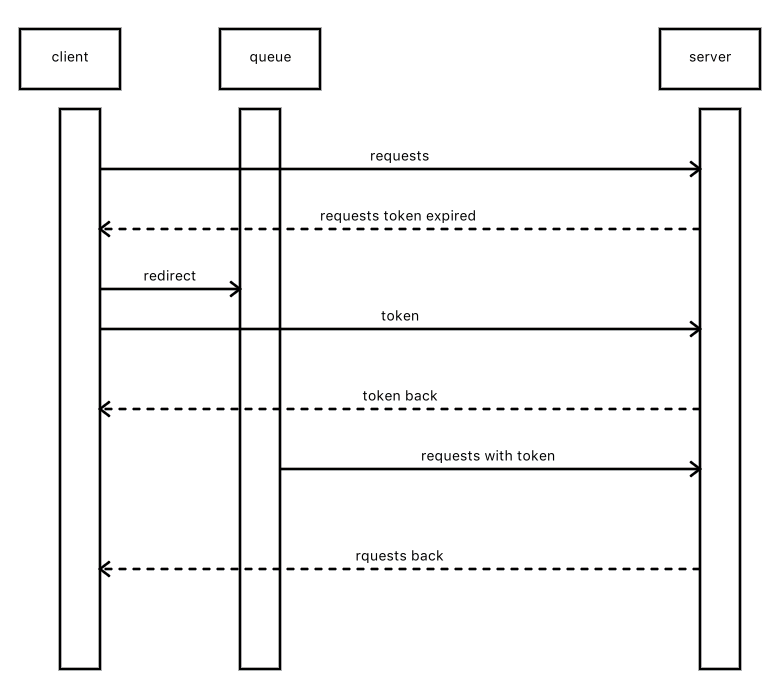 client
queue
server
requests
requests token expired
redirect
token
token back
requests with token
rquests back